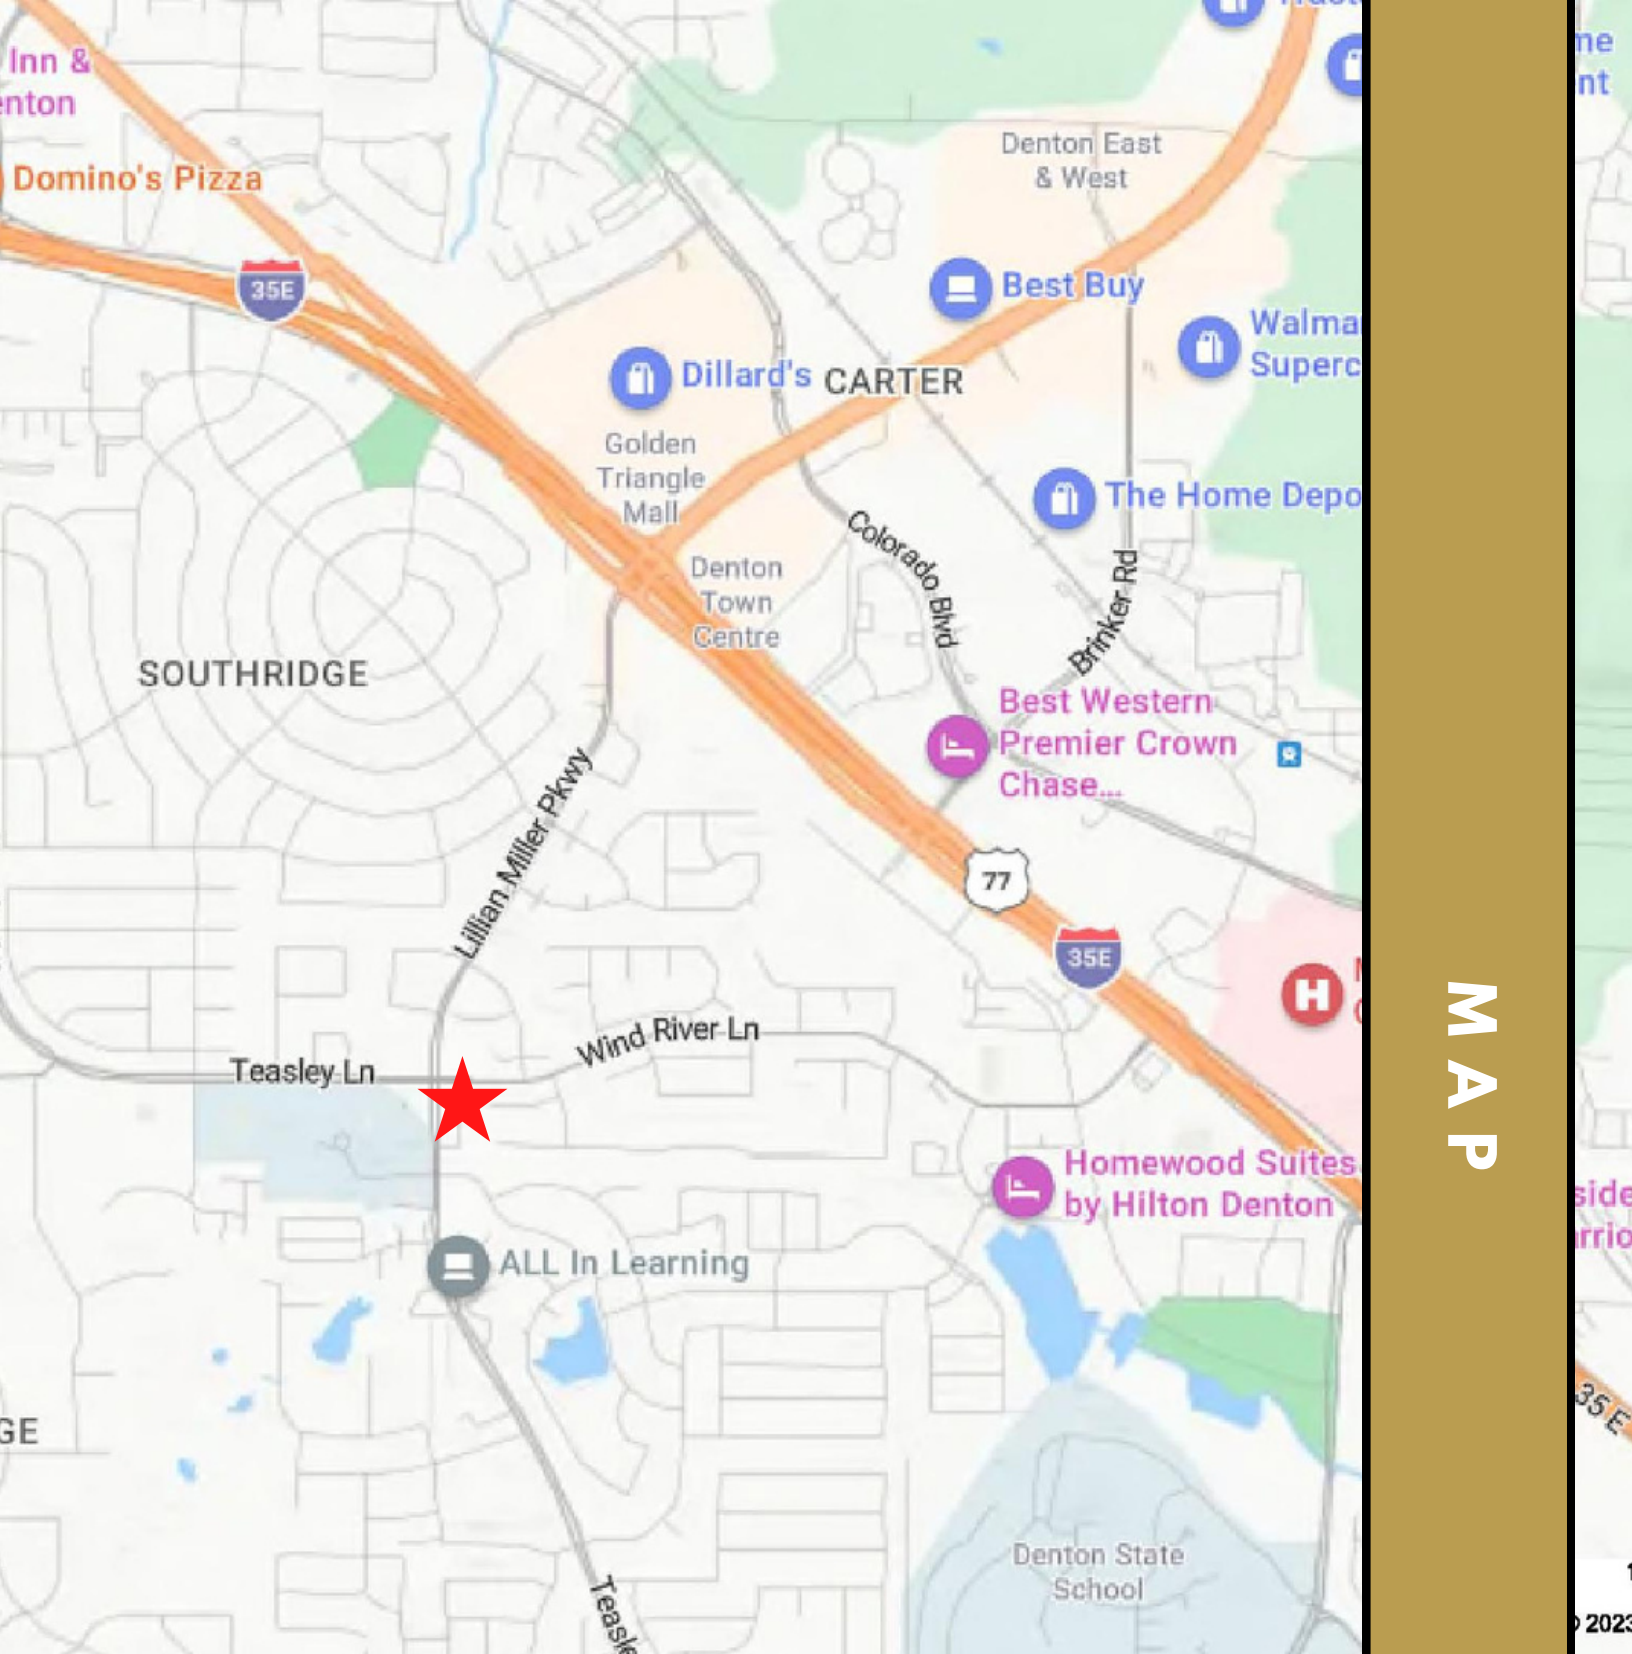 Inn &
enton
Domino's Pizza
35E
Denton East
& West
Best Buy
Walma
Superc
Dillard's
CARTER
Golden
Triangle
Mall
The Home Depo
Colorado Blvd
Denton
Town
Centre
Brinker Rd
SOUTHRIDGE
Best Western
Premier Crown
Chase...
Lillian Miller Pkwy
77
35E
H
Wind River Ln
Teasley Ln
Homewood Suites
by Hilton Denton
ALL In Learning
GE
Denton State
School
Teasle
MAP
me
nt
side
arrio
35 E
2023